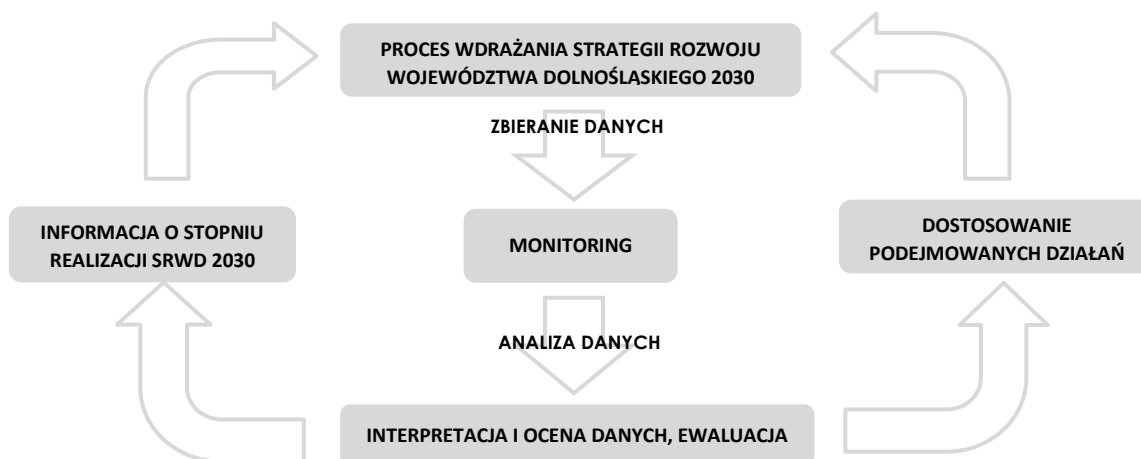 PROCES WDRAŻANIA STRATEGII ROZWOJU
WOJEWÓDZTWA DOLNOŚLĄSKIEGO 2030
ZBIERANIE DANYCH
INFORMACJA O STOPNIU
REALIZACJI SRWD 2030
MONITORING
DOSTOSOWANIE
PODEJMOWANYCH DZIAŁAŃ
ANALIZA DANYCH
INTERPRETACJA I OCENA DANYCH, EWALUACJA